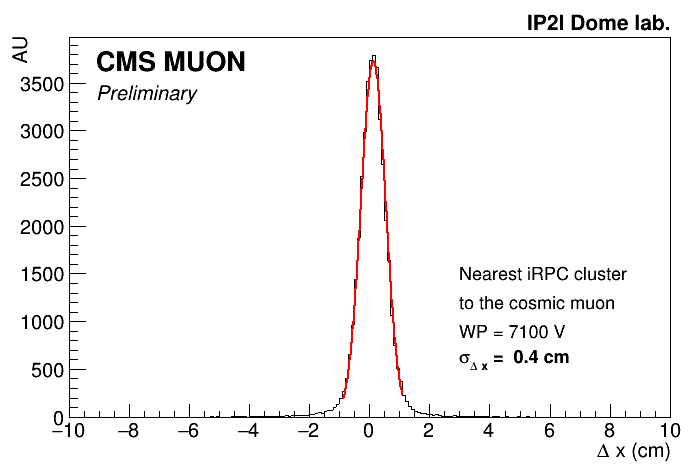 IP2I Dome lab.
AU
CMS MUON
Preliminary
3500
3000
2500
2000
1500
1000
500
0
Nearest iRPC cluster
to the cosmic muon
WP = 7100 V
σΔ x = 0.4 cm
−10 −8 −6 −4 −2 0 2 4 6 8 10
Δ x (cm)